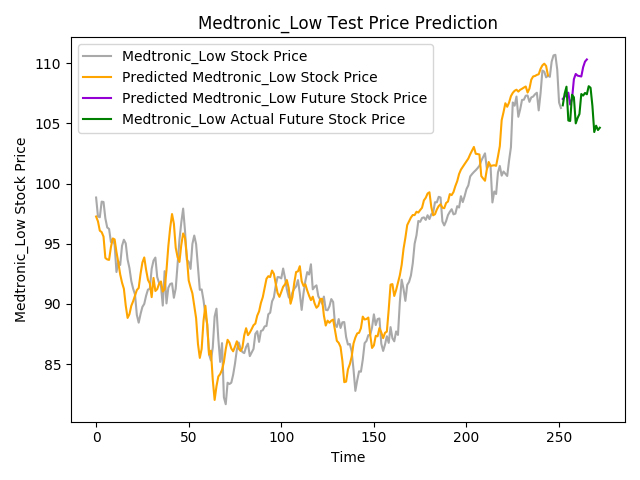 Medtronic_Low Test Price Prediction
Medtronic_Low Stock Price
Predicted Medtronic_Low Stock Price
Predicted Medtronic_Low Future Stock Price
Medtronic_Low Actual Future Stock Price
Medtronic_Low Stock Price
110
105
100
95
90
85
0 50 100 150 200 250
Time